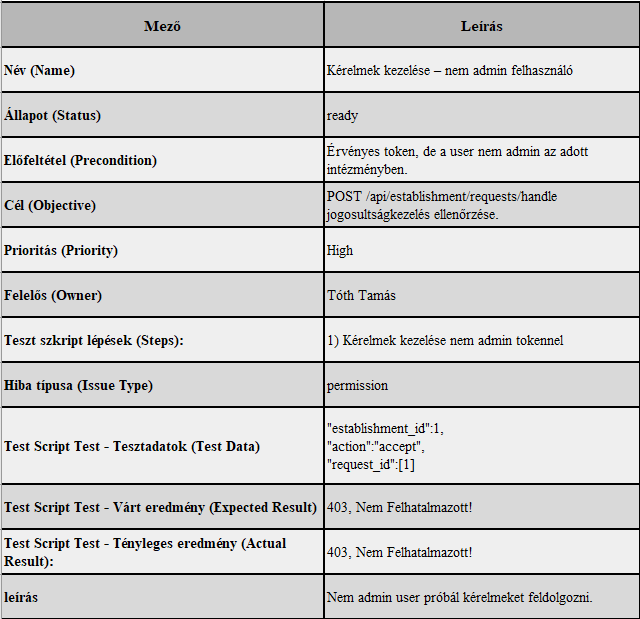 Mező
Leírás
Név (Name)
Kérelmek kezelése – nem admin felhasználó
Állapot (Status)
ready
Előfeltétel (Precondition)
Érvényes token, de a user nem admin az adott
intézményben.
Cél (Objective)
POST /api/establishment/requests/handle
jogosultságkezelés ellenőrzése.
Prioritás (Priority)
High
Felelős (Owner)
Tóth Tamás
Teszt szkript lépések (Steps):
1) Kérelmek kezelése nem admin tokennel
Hiba típusa (Issue Type)
permission
Test Script Test - Tesztadatok (Test Data)
"establishment_id":1,
"action":"accept",
"request_id":[1]
Test Script Test - Várt eredmény (Expected Result)
403, Nem Felhatalmazott!
Test Script Test - Tényleges eredmény (Actual
Result):
403, Nem Felhatalmazott!
leírás
Nem admin user próbál kérelmeket feldolgozni.